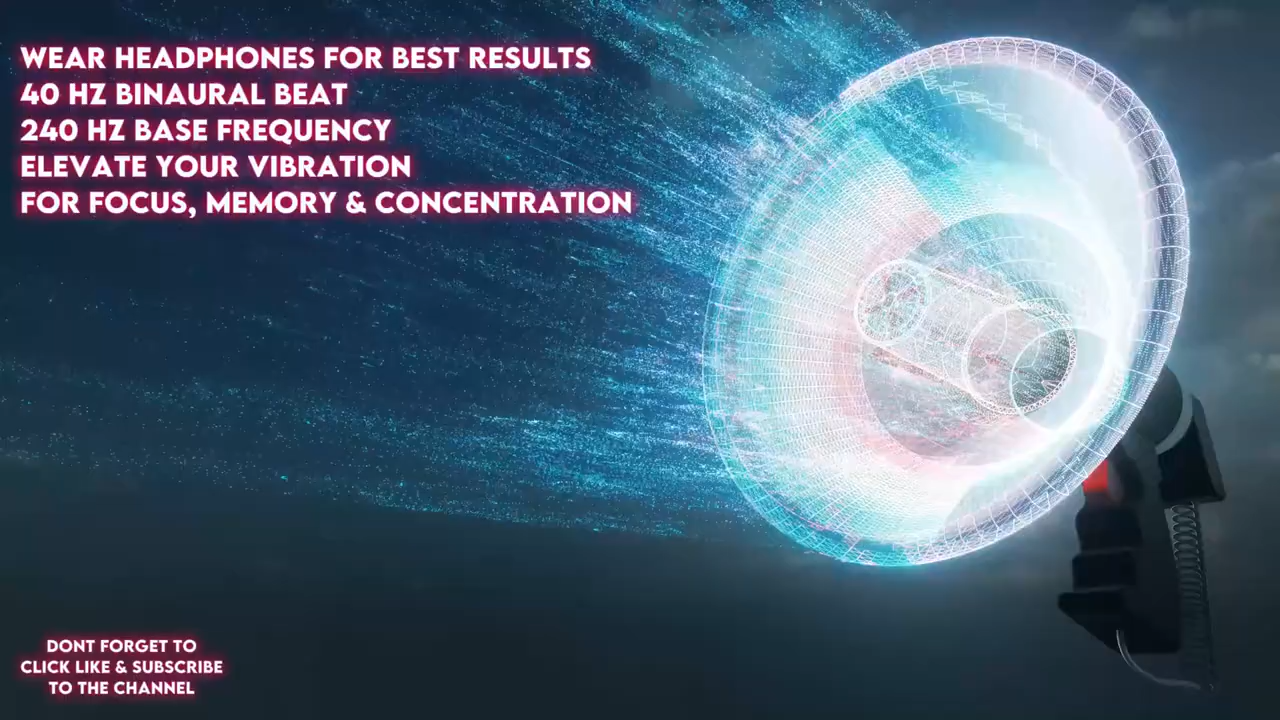 WEAR HEADPHONES FOR BEST RESULTS
40 HZ BINAURAL BEAT
240 HZ BASE FREQUENCY
ELEVATE YOUR VIBRATION
FOR FOCUS, MEMORY & CONCENTRATION
DONT FORGET TO
CLICK LIKE & SUBSCRIBE
TO THE CHANNEL